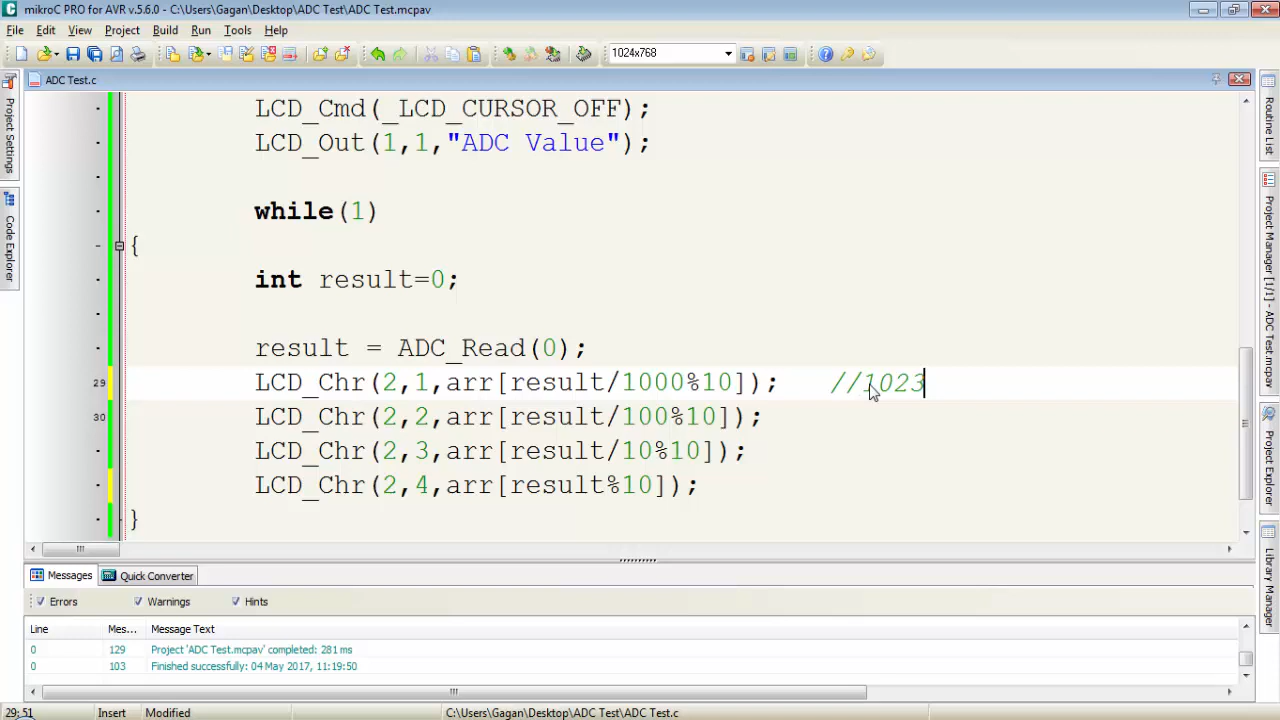 mikroC PRO for AVR v.5.6.0 - C:\Users\Gagan\Desktop\ADC Test\ADC Test.mcpav
File Edit View Project Build Run Tools Help
1024x768
ADC Test.c
LCD_Cmd(_LCD_CURSOR_OFF);
LCD_Out(1,1,"ADC Value");
while(1)
{
int result=0;
result = ADC_Read(0);
29 LCD_Chr(2,1,arr[result/1000%10]); //1023
30 LCD_Chr(2,2,arr[result/100%10]);
LCD_Chr(2,3,arr[result/10%10]);
LCD_Chr(2,4,arr[result%10]);
}
Project Settings
Code Explorer
Routine List
Project Manager [1/1] - ADC Test.mcpav
Project Explorer
Library Manager
Messages Quick Converter
Errors Warnings Hints
Line Mes... Message Text
0 129 Project 'ADC Test.mcpav' completed: 281 ms
0 103 Finished successfully: 04 May 2017, 11:19:50
29:51 Insert Modified C:\Users\Gagan\Desktop\ADC Test\ADC Test.c